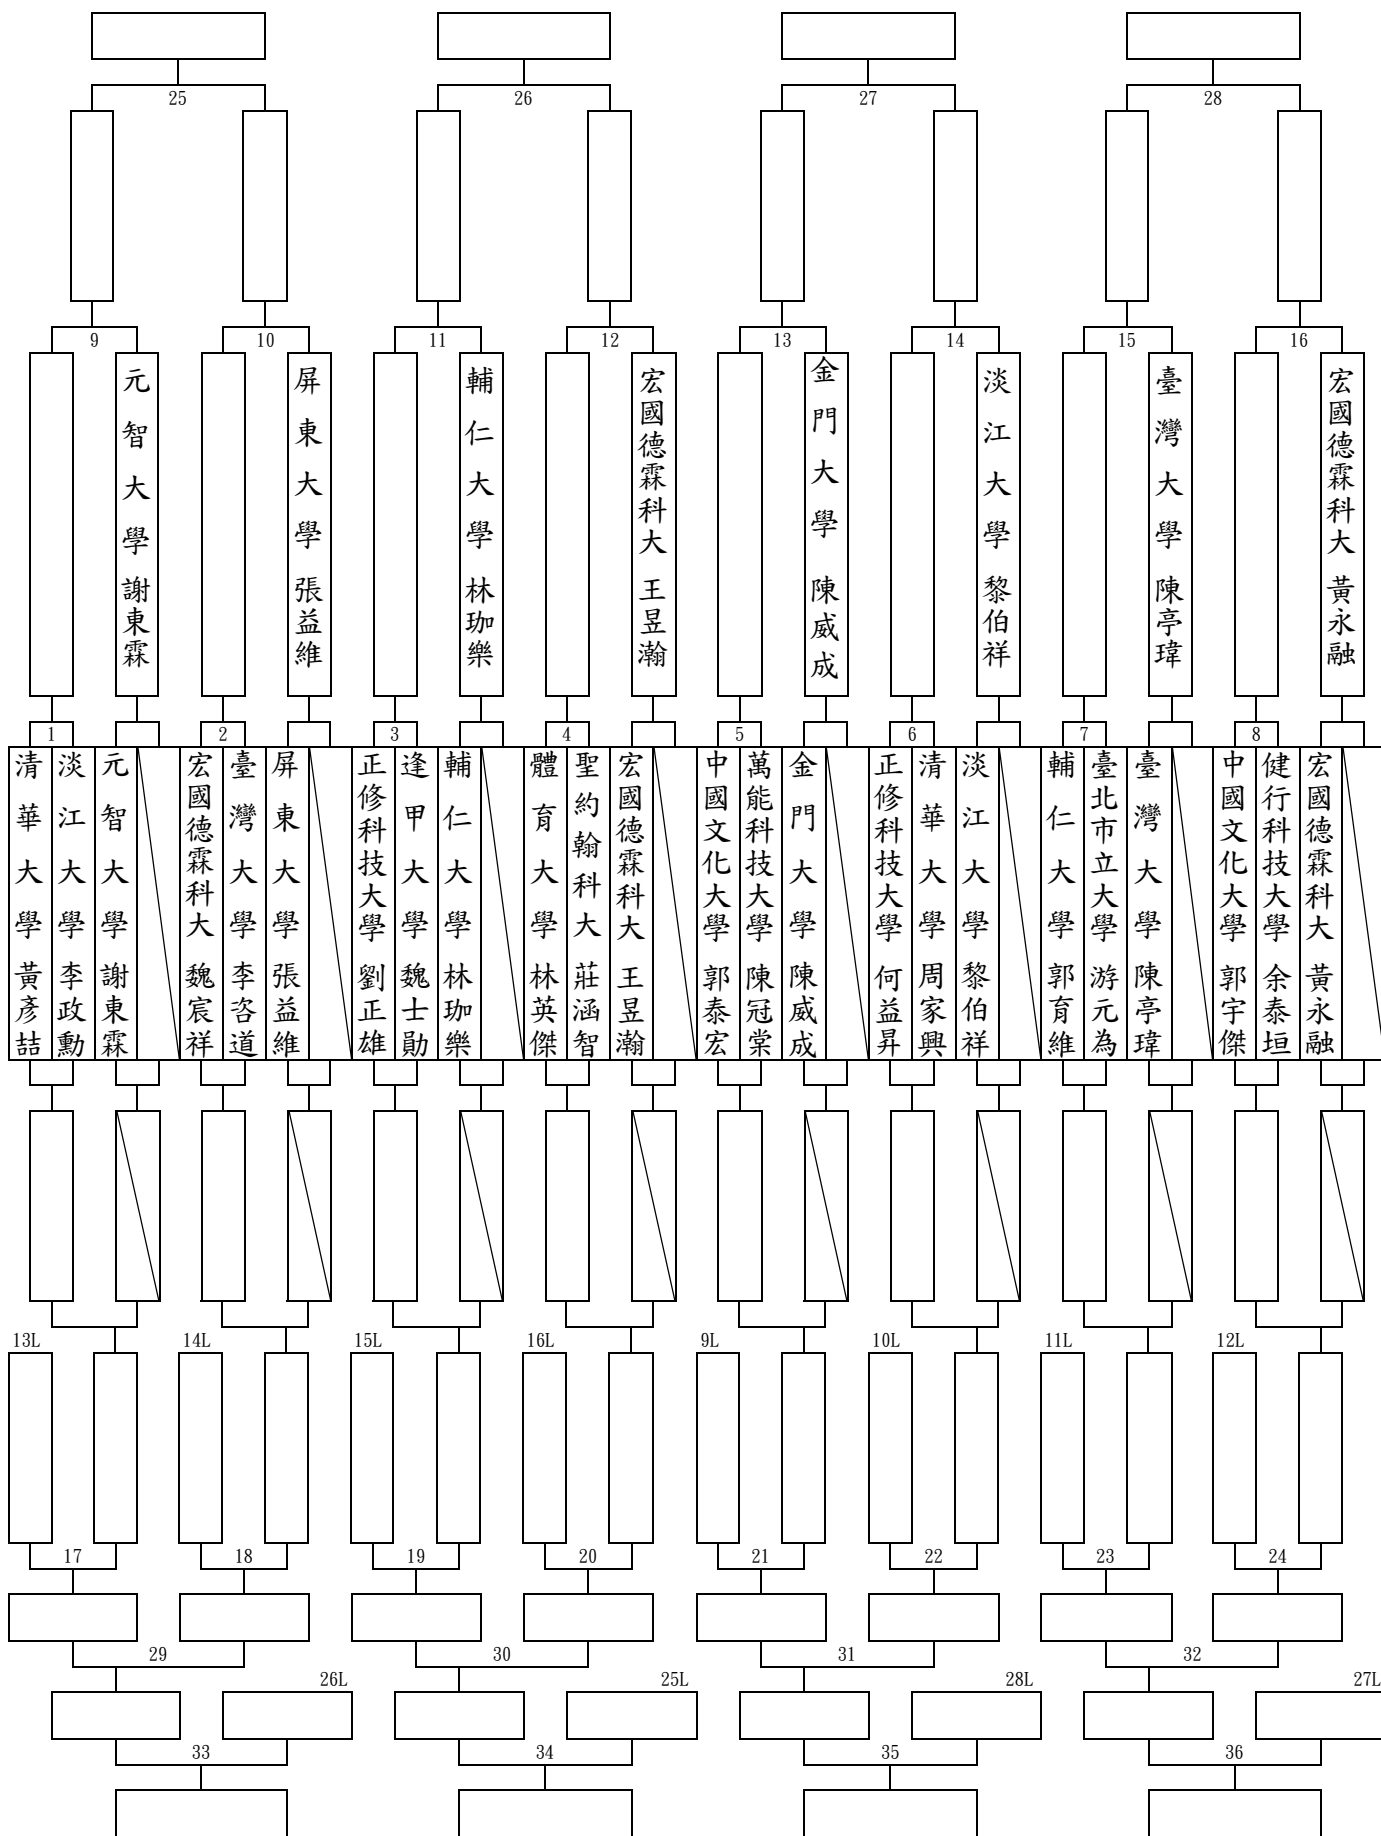 25
26
27
28
9
10
11
12
13
14
15
16
元智大學 謝東霖
屏東大學 張益維
輔仁大學 林珈樂
宏國德霖科大 王昱瀚
金門大學 陳威成
淡江大學 黎伯祥
臺灣大學 陳亭瑋
宏國德霖科大 黃永融
1
2
3
4
5
6
7
8
清華大學 黃彥喆
淡江大學 李政勳
元智大學 謝東霖
宏國德霖科大 魏宸祥
臺灣大學 李咨道
屏東大學 張益維
正修科技大學 劉正雄
逢甲大學 魏士勛
輔仁大學 林珈樂
體育大學 林英傑
聖約翰科大 莊涵智
宏國德霖科大 王昱瀚
中國文化大學 郭泰宏
萬能科技大學 陳冠棠
金門大學 陳威成
正修科技大學 何益昇
清華大學 周家興
淡江大學 黎伯祥
輔仁大學 郭育維
臺北市立大學 游元為
臺灣大學 陳亭瑋
中國文化大學 郭宇傑
健行科技大學 余泰垣
宏國德霖科大 黃永融
13L
14L
15L
16L
9L
10L
11L
12L
17
18
19
20
21
22
23
24
29
30
31
32
26L
25L
28L
27L
33
34
35
36